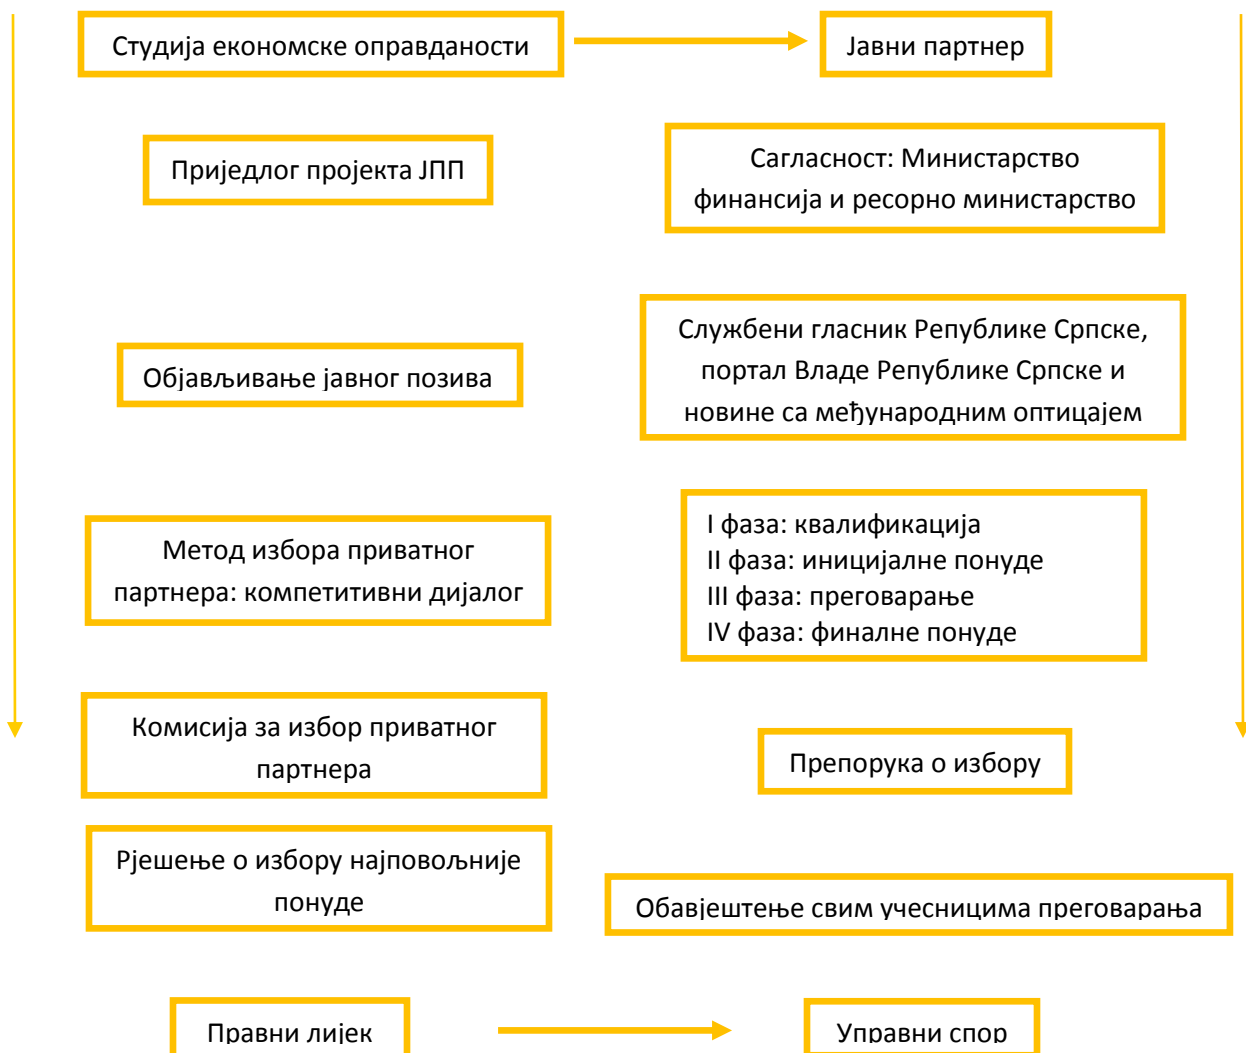 Студија економске оправданости
Јавни партнер
Приједлог пројекта ЈПП
Сагласност: Министарство
финансија и ресорно министарство
Објављивање јавног позива
Службени гласник Републике Српске,
портал Владе Републике Српске и
новине са међународним оптицајем
Метод избора приватног
партнера: компетитивни дијалог
I фаза: квалификација
II фаза: иницијалне понуде
III фаза: преговарање
IV фаза: финалне понуде
Комисија за избор приватног
партнера
Препорука о избору
Рјешење о избору најповољније
понуде
Обавјештење свим учесницима преговарања
Правни лијек
Управни спор